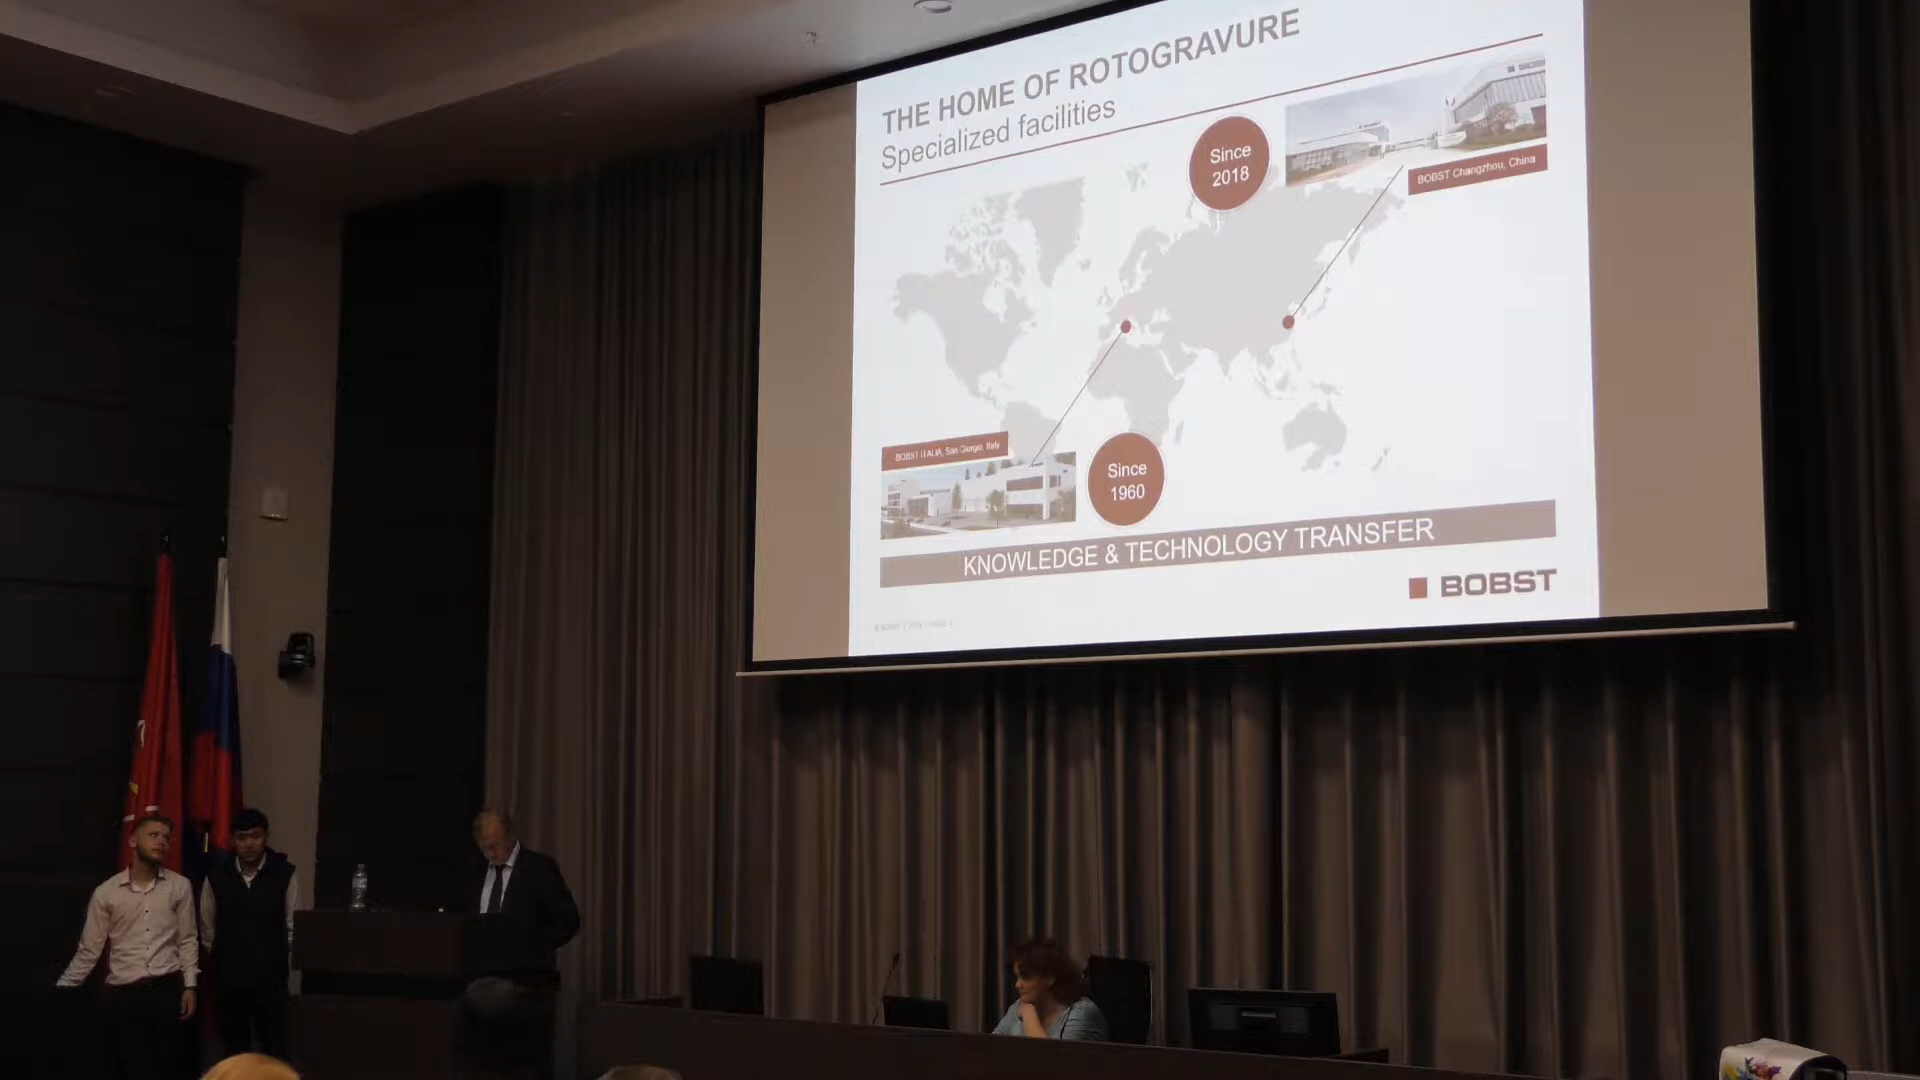 THE HOME OF ROTOGRAVURE
Specialized facilities
Since
2018
BOBST Changzhou, China
BOBST ITALIA, San Giorgio, Italy
Since
1960
KNOWLEDGE & TECHNOLOGY TRANSFER
BOBST